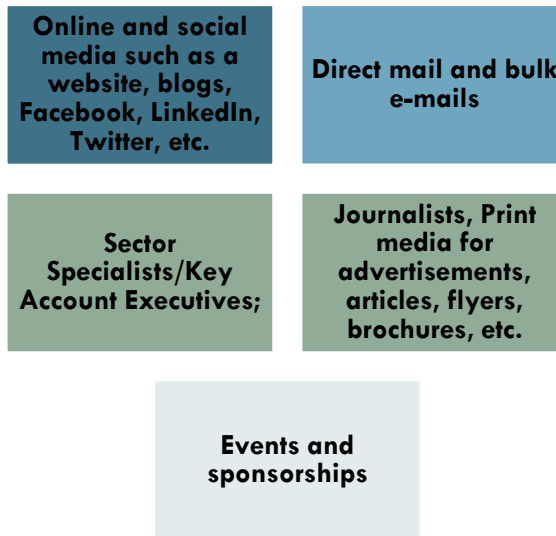 Online and social
media such as a
website, blogs,
Facebook, LinkedIn,
Twitter, etc.
Direct mail and bulk
e-mails
Sector
Specialists/Key
Account Executives;
Journalists, Print
media for
advertisements,
articles, flyers,
brochures, etc.
Events and
sponsorships